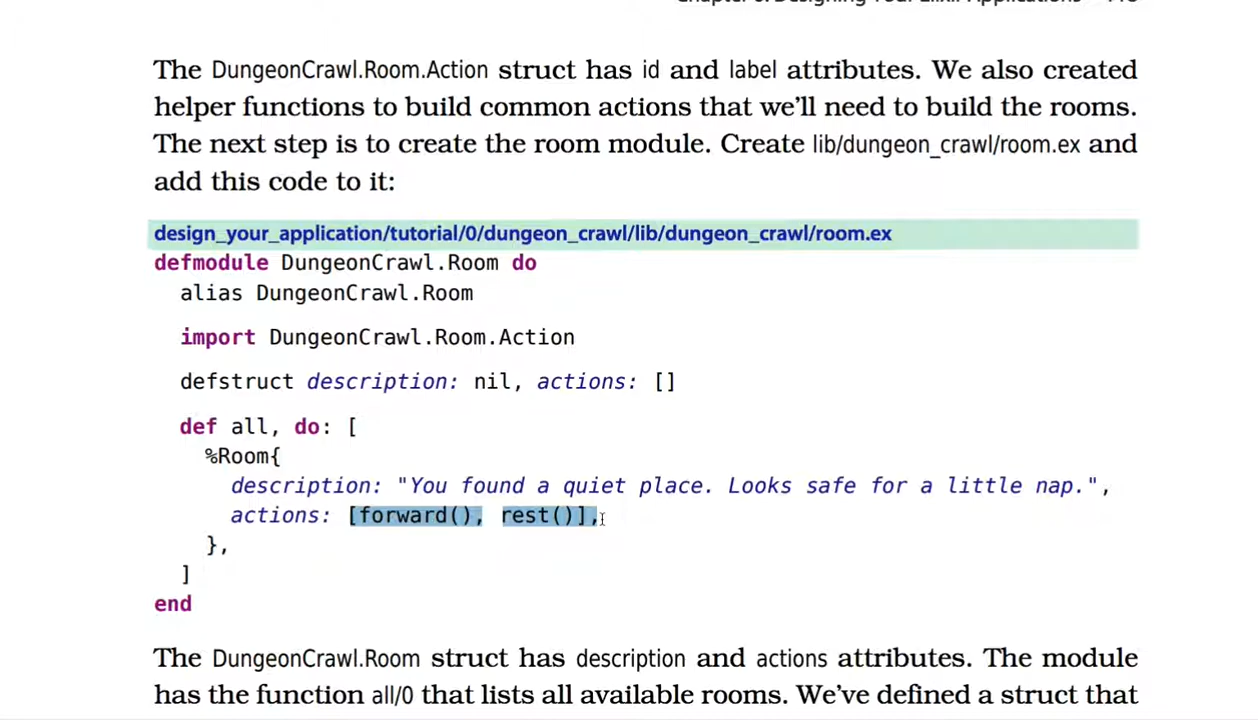 The DungeonCrawl.Room.Action struct has id and label attributes. We also created
helper functions to build common actions that we'll need to build the rooms.
The next step is to create the room module. Create lib/dungeon_crawl/room.ex and
add this code to it:
design_your_application/tutorial/0/dungeon_crawl/lib/dungeon_crawl/room.ex
defmodule DungeonCrawl.Room do
alias DungeonCrawl.Room
import DungeonCrawl.Room.Action
defstruct description: nil, actions: []
def all, do: [
%Room{
description: "You found a quiet place. Looks safe for a little nap.",
actions: [forward(), rest()],
},
]
end
The DungeonCrawl.Room struct has description and actions attributes. The module
has the function all/0 that lists all available rooms. We've defined a struct that